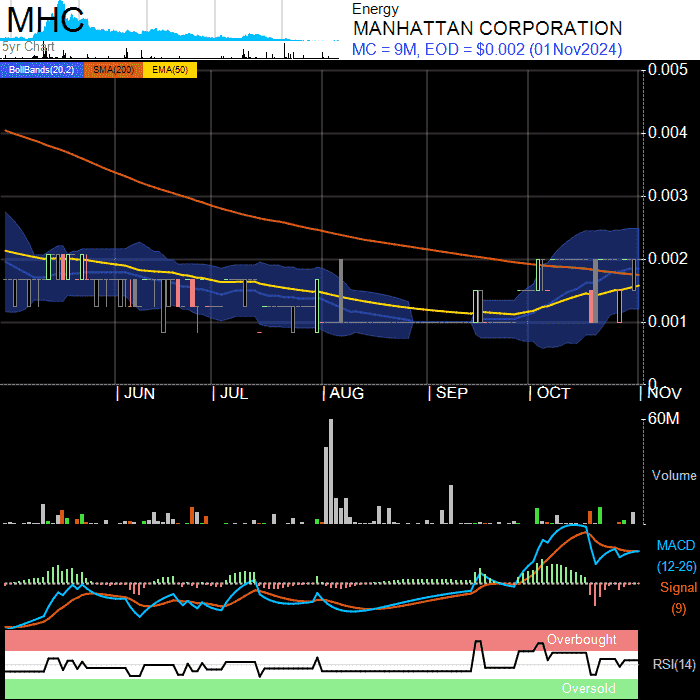 MHC
5yr Chart
Energy
MANHATTAN CORPORATION
MC = 9M, EOD = $0.002 (01Nov2024)
BollBands(20,2) SMA(200) EMA(50)
0.005
0.004
0.003
0.002
0.001
0
| JUN | JUL | AUG | SEP | OCT | NOV
60M
Volume
MACD
(12-26)
Signal
(9)
Overbought
RSI(14)
Oversold